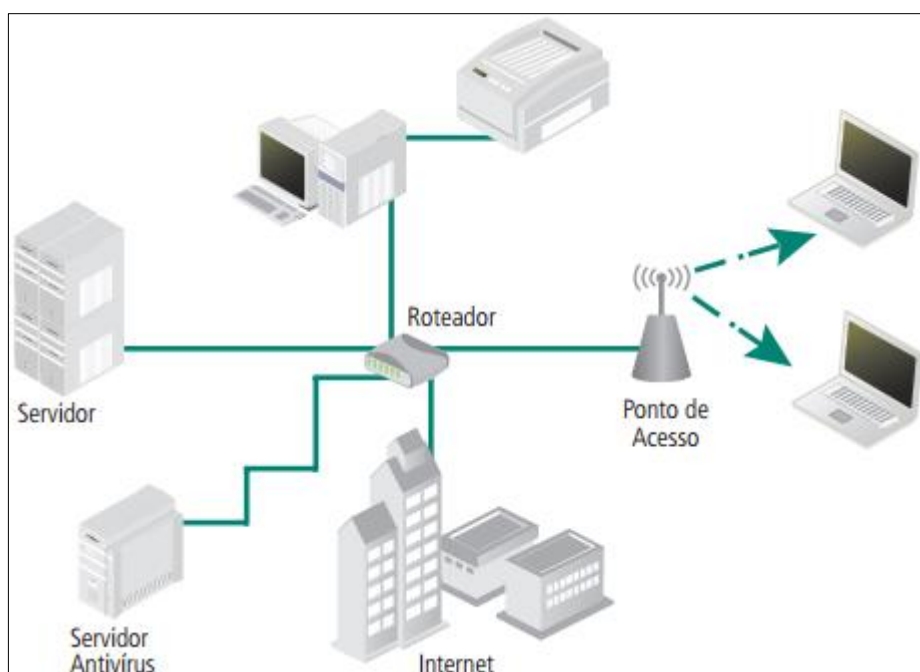 Roteador
Servidor
Ponto de
Acesso
Servidor
Antivírus
Internet